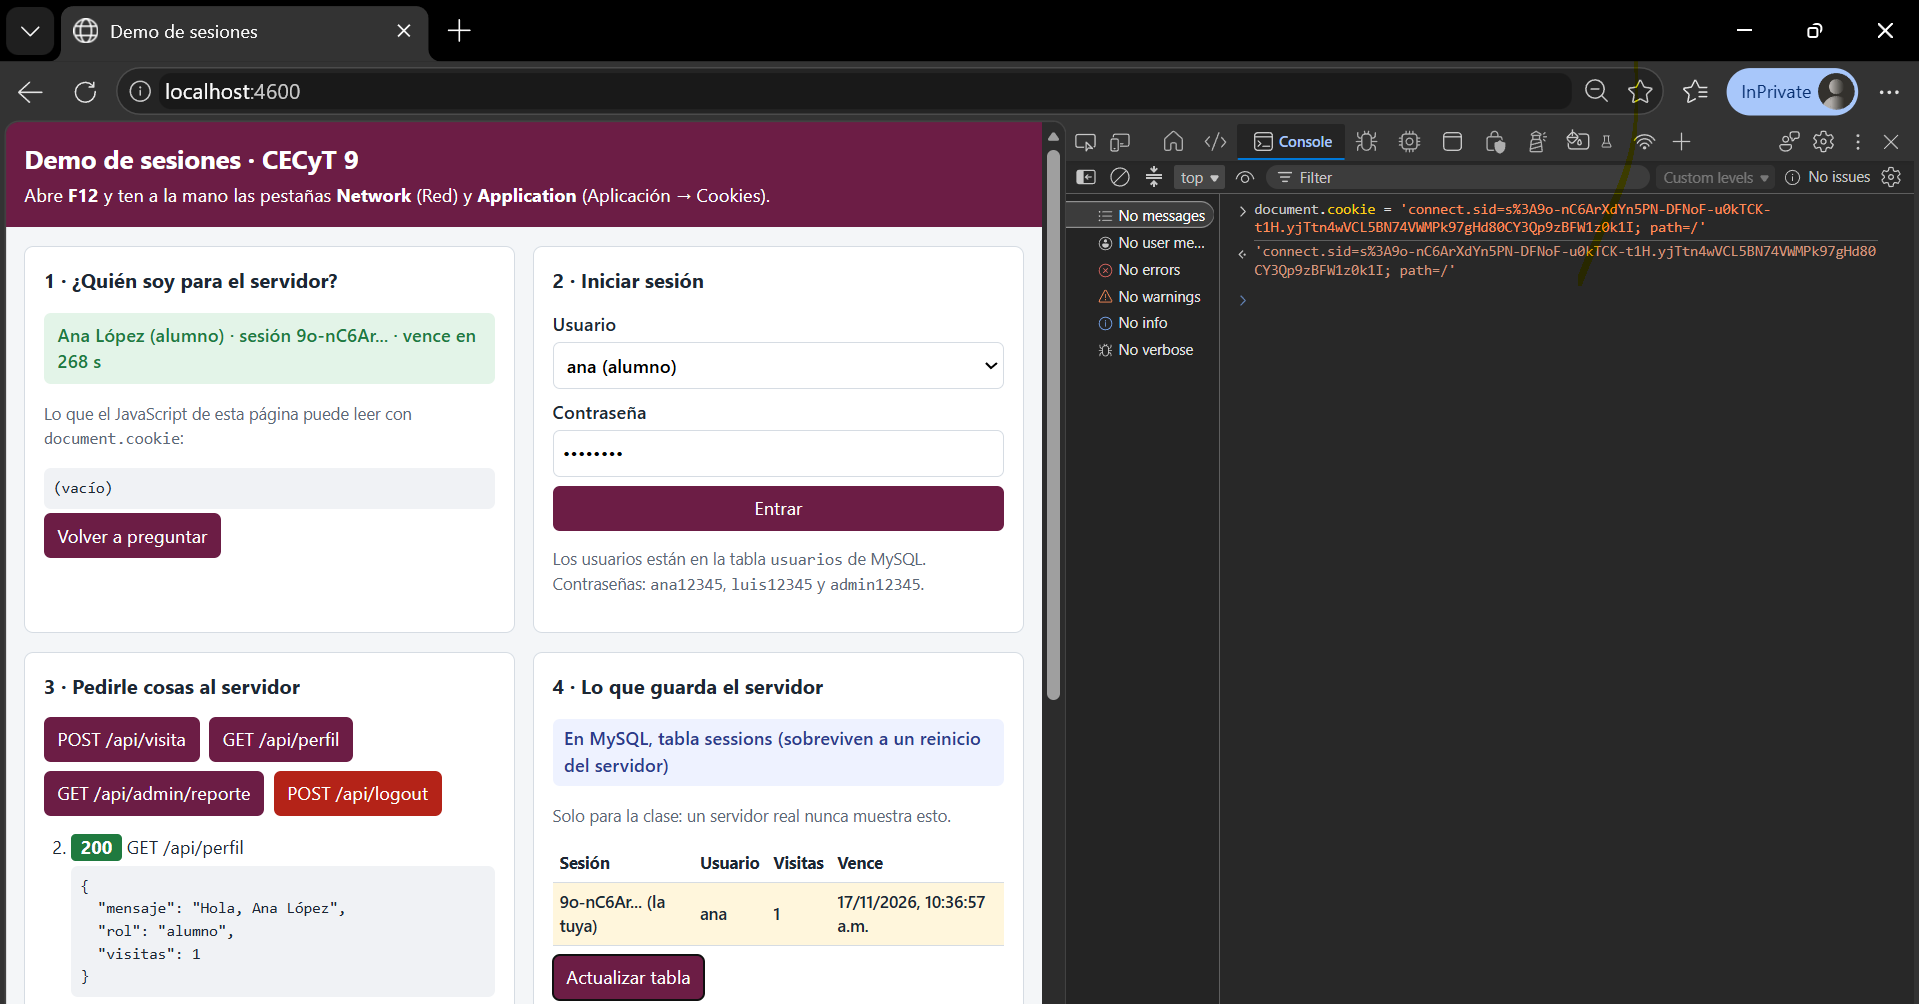 Demo de sesiones
localhost:4600
InPrivate
Demo de sesiones · CECyT 9
Abre F12 y ten a la mano las pestañas Network (Red) y Application (Aplicación → Cookies).
1 · ¿Quién soy para el servidor?
Ana López (alumno) · sesión 9o-nC6Ar... · vence en
268 s
Lo que el JavaScript de esta página puede leer con
document.cookie:
(vacío)
Volver a preguntar
2 · Iniciar sesión
Usuario
ana (alumno)
Contraseña
••••••••
Entrar
Los usuarios están en la tabla usuarios de MySQL.
Contraseñas: ana12345, luis12345 y admin12345.
3 · Pedirle cosas al servidor
POST /api/visita
GET /api/perfil
GET /api/admin/reporte
POST /api/logout
2. 200 GET /api/perfil
{
"mensaje": "Hola, Ana López",
"rol": "alumno",
"visitas": 1
}
4 · Lo que guarda el servidor
En MySQL, tabla sessions (sobreviven a un reinicio
del servidor)
Solo para la clase: un servidor real nunca muestra esto.
Sesión Usuario Visitas Vence
9o-nC6Ar... (la
tuya)
ana
1
17/11/2026, 10:36:57
a.m.
Actualizar tabla
Console
top
Filter
Custom levels
No issues
No messages
No user me...
No errors
No warnings
No info
No verbose
document.cookie = 'connect.sid=s%3A9o-nC6ArXdYn5PN-DFNoF-u0kTCK-
t1H.yjTtn4wVCL5BN74VWMPk97gHd80CY3Qp9zBFW1z0k1I; path=/'
'connect.sid=s%3A9o-nC6ArXdYn5PN-DFNoF-u0kTCK-t1H.yjTtn4wVCL5BN74VWMPk97gHd80
CY3Qp9zBFW1z0k1I; path=/'